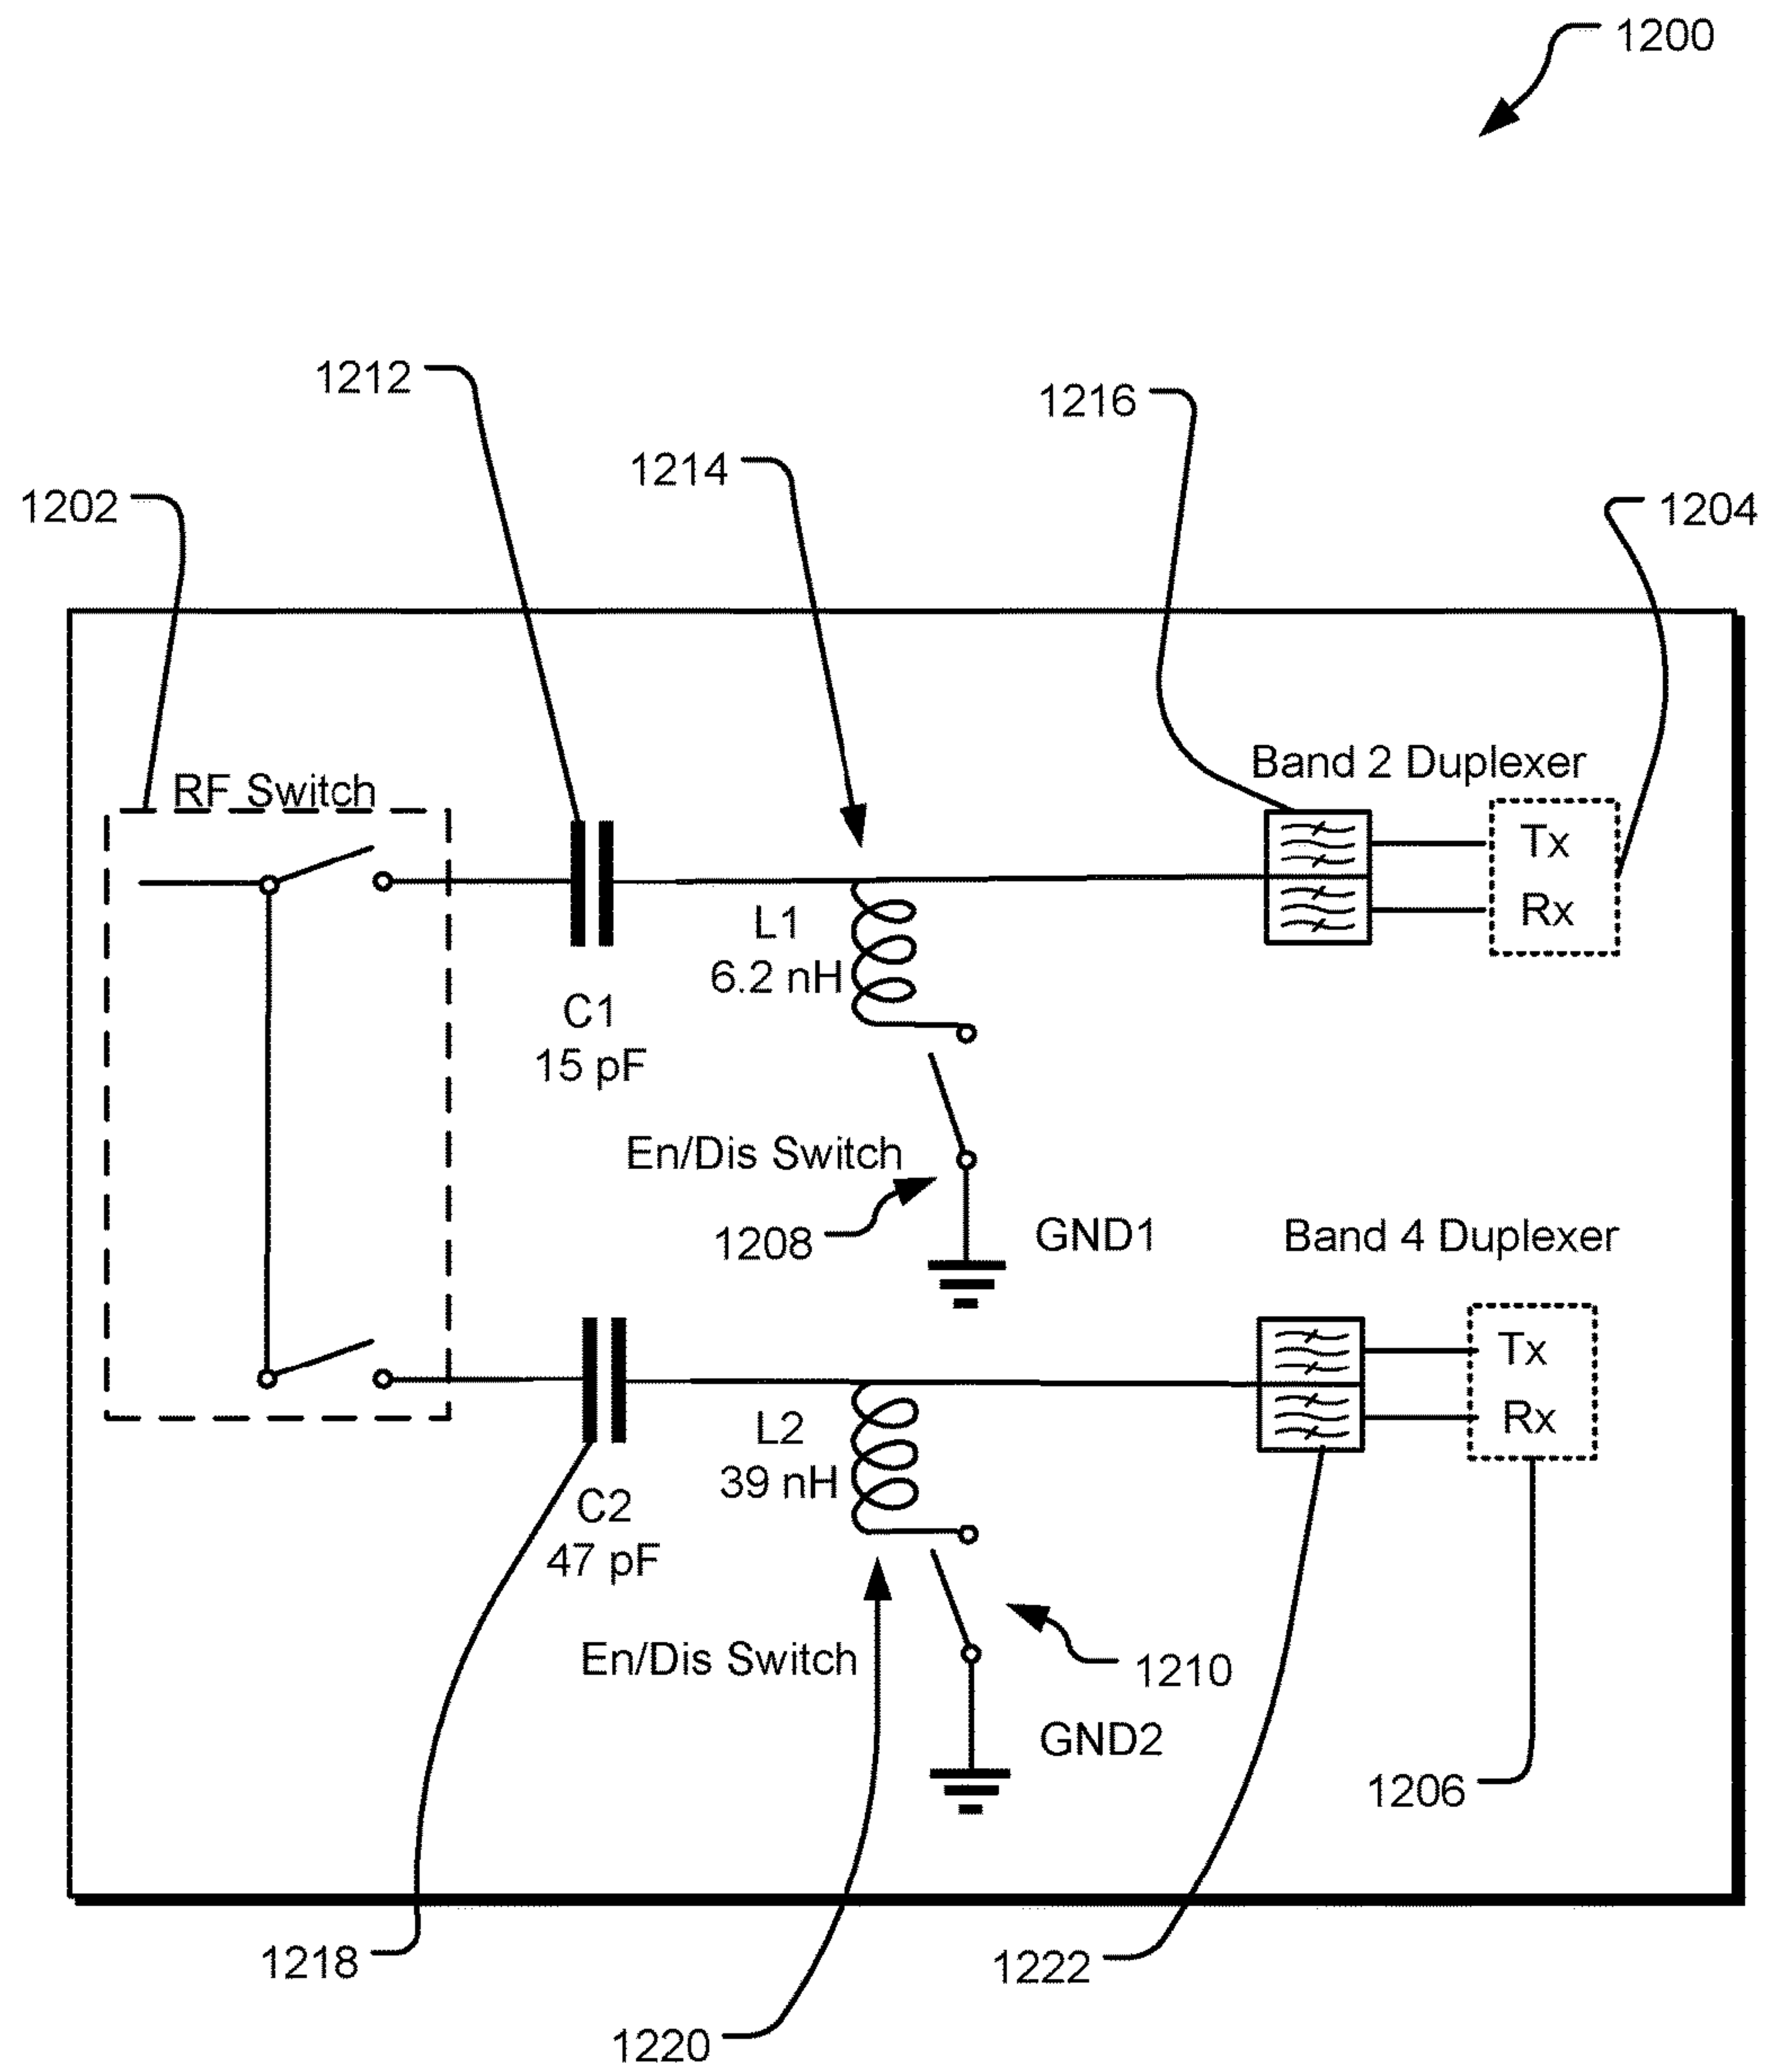 1200
1212
1216
1214
1202
1204
Band 2 Duplexer
RF Switch
Tx
Rx
L1
6.2 nH
C1
15 pF
En/Dis Switch
1208
GND1
Band 4 Duplexer
Tx
Rx
L2
39 nH
C2
47 pF
En/Dis Switch
1210
GND2
1206
1218
1222
1220